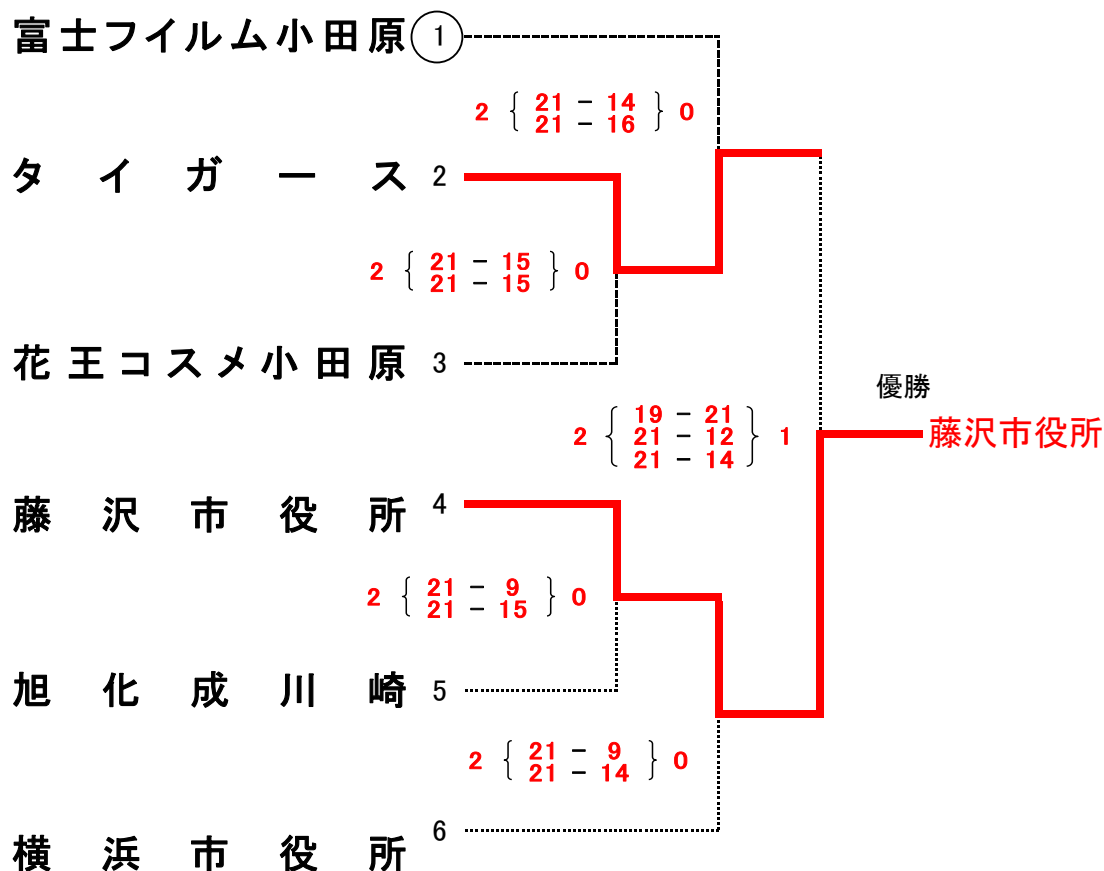 富士フイルム小田原 1
2 { 21 － 14 } 0
21 － 16
タイガース 2
2 { 21 － 15 } 0
21 － 15
花王コスメ小田原 3
優勝
藤沢市役所
2 { 19 － 21 } 1
21 － 12
21 － 14
藤沢市役所 4
2 { 21 － 9 } 0
21 － 15
旭化成川崎 5
2 { 21 － 9 } 0
21 － 14
横浜市役所 6